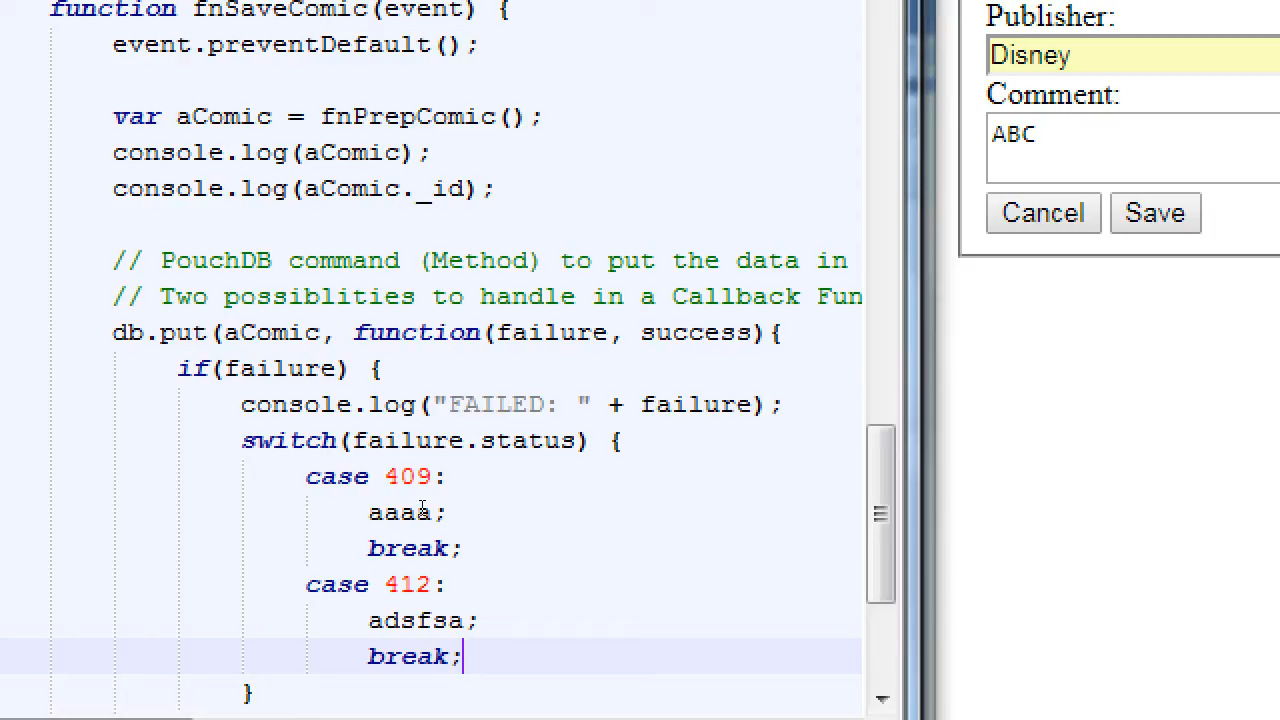 function fnSaveComic(event) {
event.preventDefault();
var aComic = fnPrepComic();
console.log(aComic);
console.log(aComic._id);
// PouchDB command (Method) to put the data in
// Two possiblities to handle in a Callback Fun
db.put(aComic, function(failure, success){
if(failure) {
console.log("FAILED: " + failure);
switch(failure.status) {
case 409:
aaaa;
break;
case 412:
adsfsa;
break;
}
Publisher:
Disney
Comment:
ABC
Cancel Save